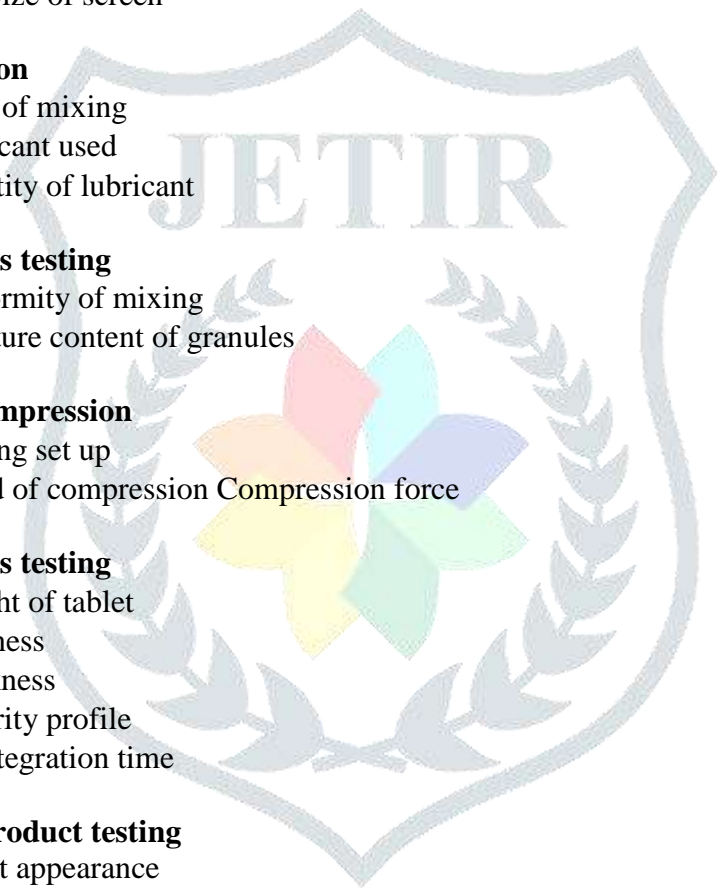 size of screen
on
of mixing
cant used
JETIR
tity of lubricant
s testing
ormity of mixing
ture content of granules
mpression
ng set up
d of compression Compression force
s testing
ht of tablet
ness
kness
rity profile
tegration time
roduct testing
t appearance